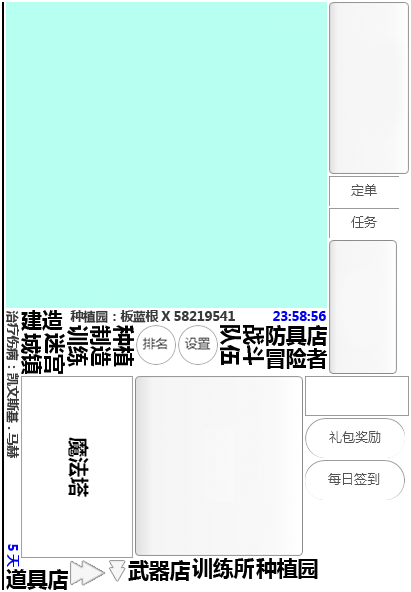 定单
任务
种植园：板蓝根 X 58219541
23:58:56
建造
城镇
迷宫
训练
制造
种植
排名
设置
队伍
战斗
防具店
冒险者
治疗伤病：凯文斯基 . 马赫
5 天
魔法塔
礼包奖励
每日签到
道具店
武器店
训练所
种植园